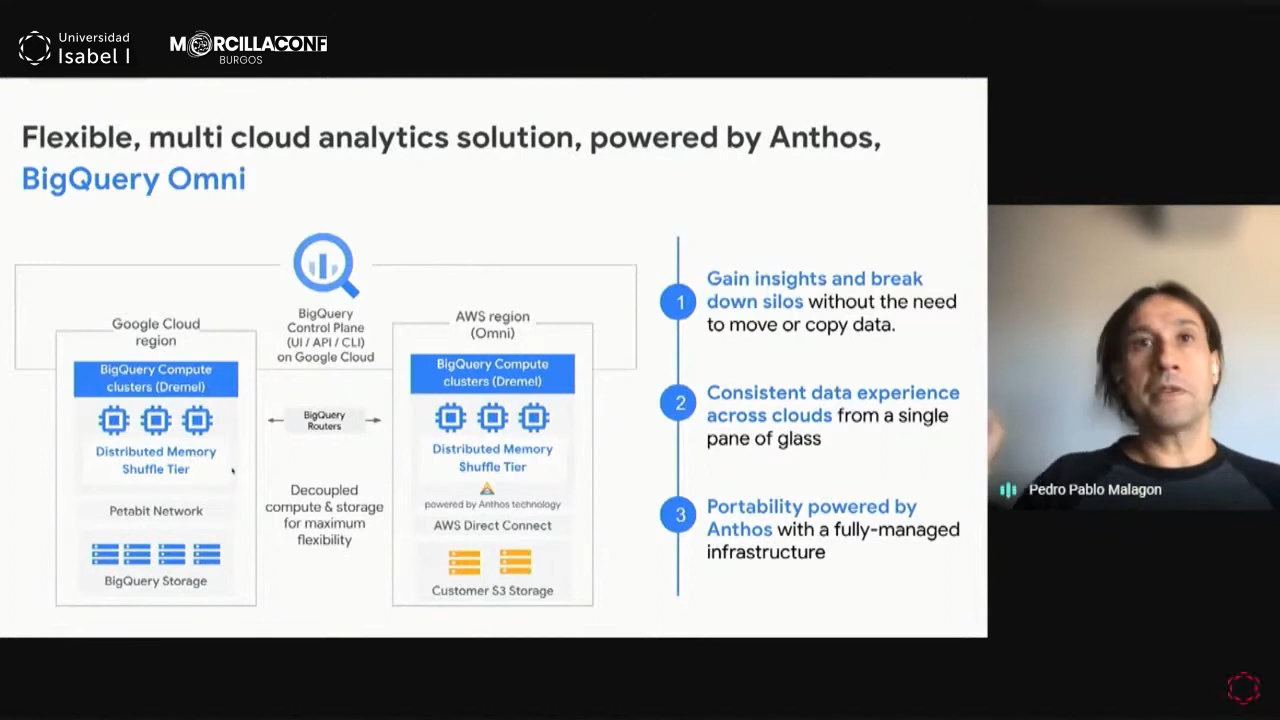 Universidad
Isabel I
MORCILLACONF
BURGOS
Flexible, multi cloud analytics solution, powered by Anthos,
BigQuery Omni
BigQuery
Control Plane
(UI / API / CLI)
on Google Cloud
Google Cloud
region
BigQuery Compute
clusters (Dremel)
Distributed Memory
Shuffle Tier
Petabit Network
BigQuery Storage
BigQuery
Routers
Decoupled
compute & storage
for maximum
flexibility
AWS region
(Omni)
BigQuery Compute
clusters (Dremel)
Distributed Memory
Shuffle Tier
powered by Anthos technology
AWS Direct Connect
Customer S3 Storage
1
Gain insights and break
down silos without the need
to move or copy data.
2
Consistent data experience
across clouds from a single
pane of glass
3
Portability powered by
Anthos with a fully-managed
infrastructure
Pedro Pablo Malagon